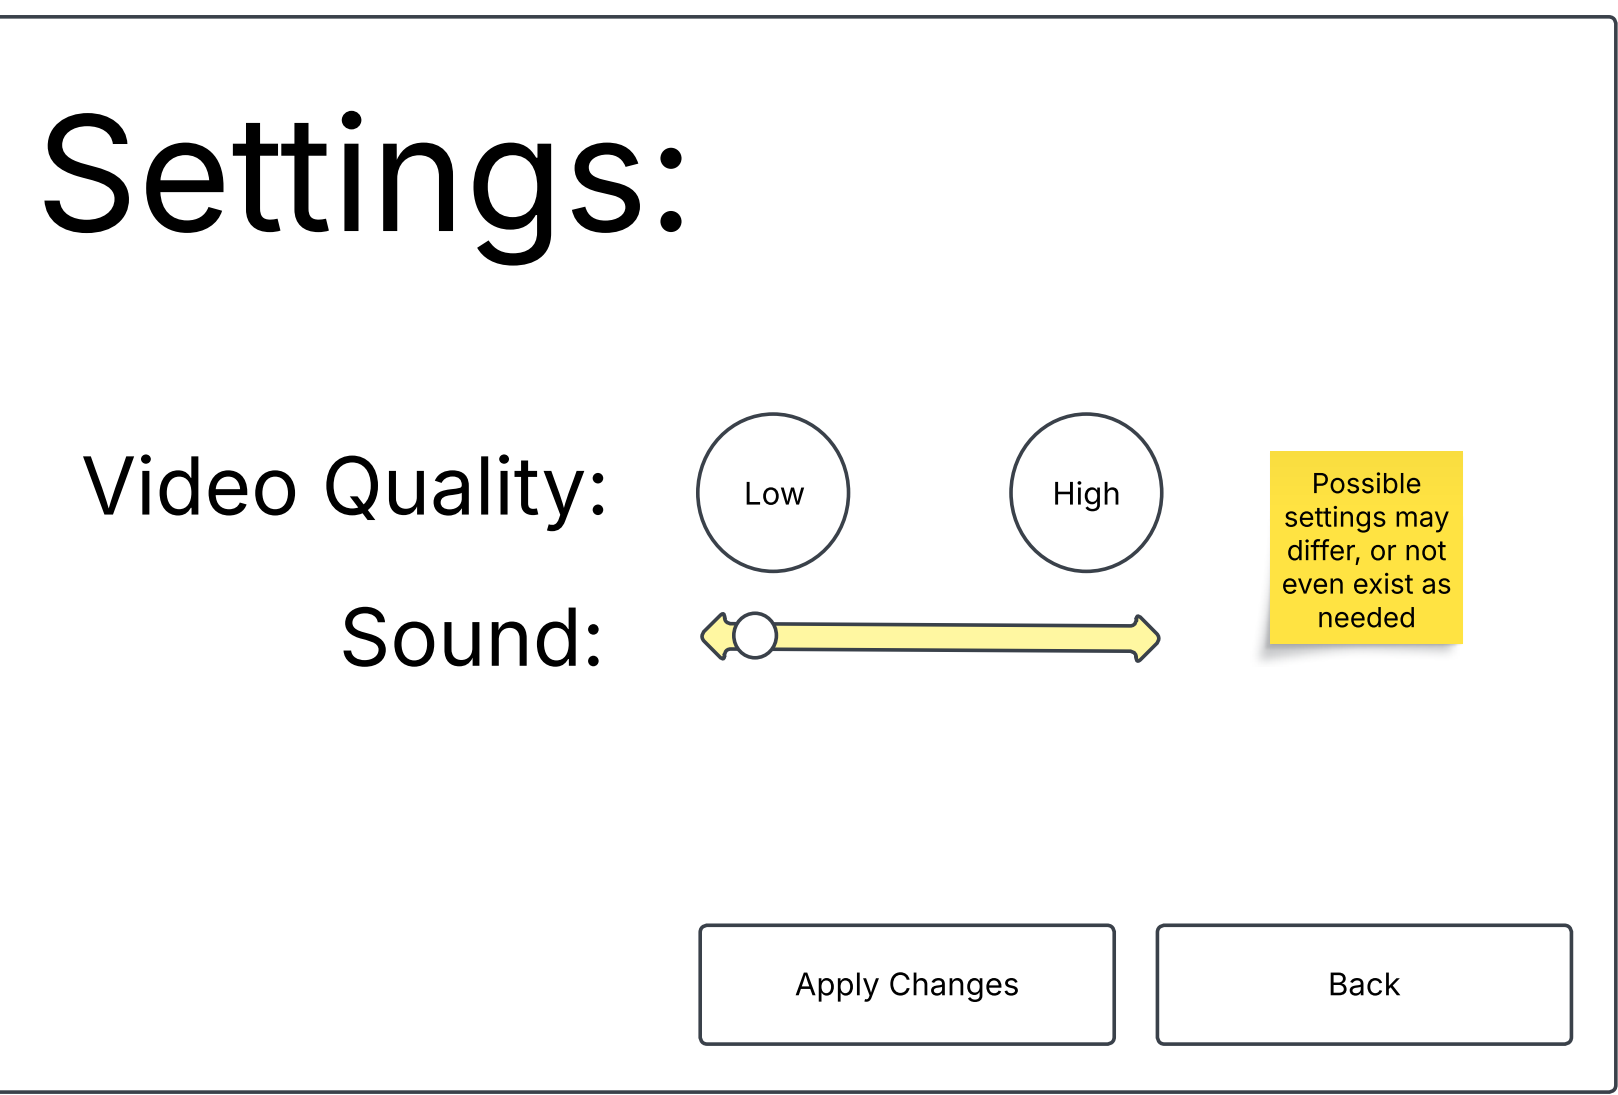 Settings:
Video Quality:
Low
High
Possible
settings may
differ, or not
even exist as
needed
Sound:
Apply Changes
Back